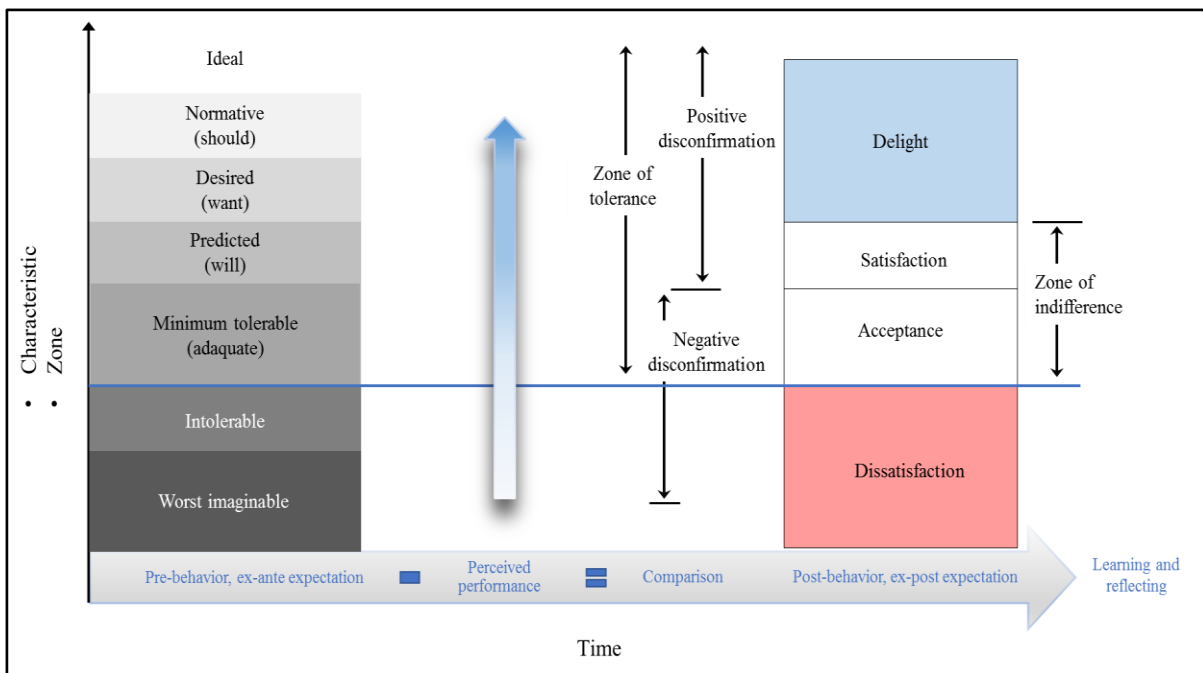 Ideal
Normative
(should)
Desired
(want)
Predicted
(will)
Minimum tolerable
(adaquate)
Intolerable
Worst imaginable
Characteristic
Zone
Zone of
tolerance
Positive
disconfirmation
Negative
disconfirmation
Delight
Satisfaction
Acceptance
Dissatisfaction
Zone of
indifference
Pre-behavior, ex-ante expectation
Perceived
performance
Comparison
Post-behavior, ex-post expectation
Learning and
reflecting
Time